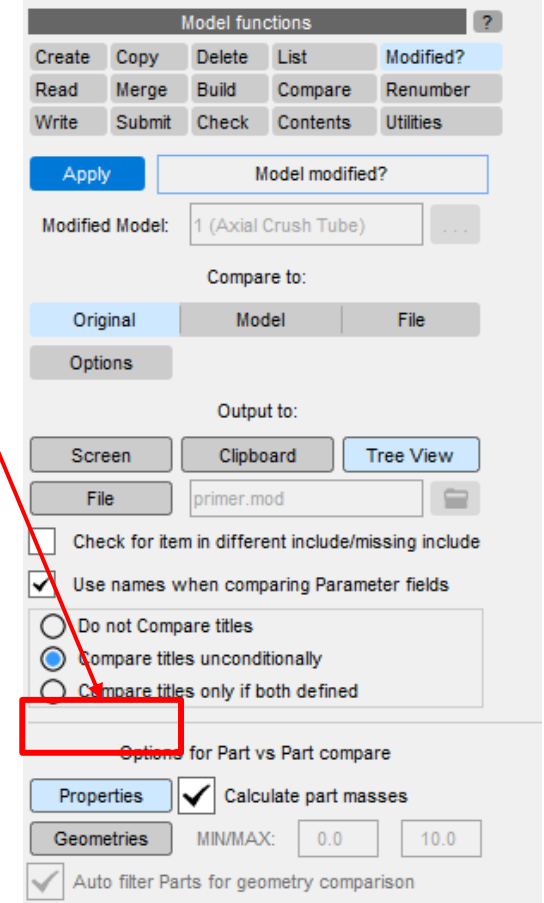 Model functions ?
Create Copy Delete List Modified?
Read Merge Build Compare Renumber
Write Submit Check Contents Utilities
Apply Model modified?
Modified Model: 1 (Axial Crush Tube) ...
Compare to:
Original Model File
Options
Output to:
Screen Clipboard Tree View
File primer.mod
Check for item in different include/missing include
Use names when comparing Parameter fields
Do not Compare titles
Compare titles unconditionally
Compare titles only if both defined
Options for Part vs Part compare
Properties Calculate part masses
Geometries MIN/MAX: 0.0 10.0
Auto filter Parts for geometry comparison